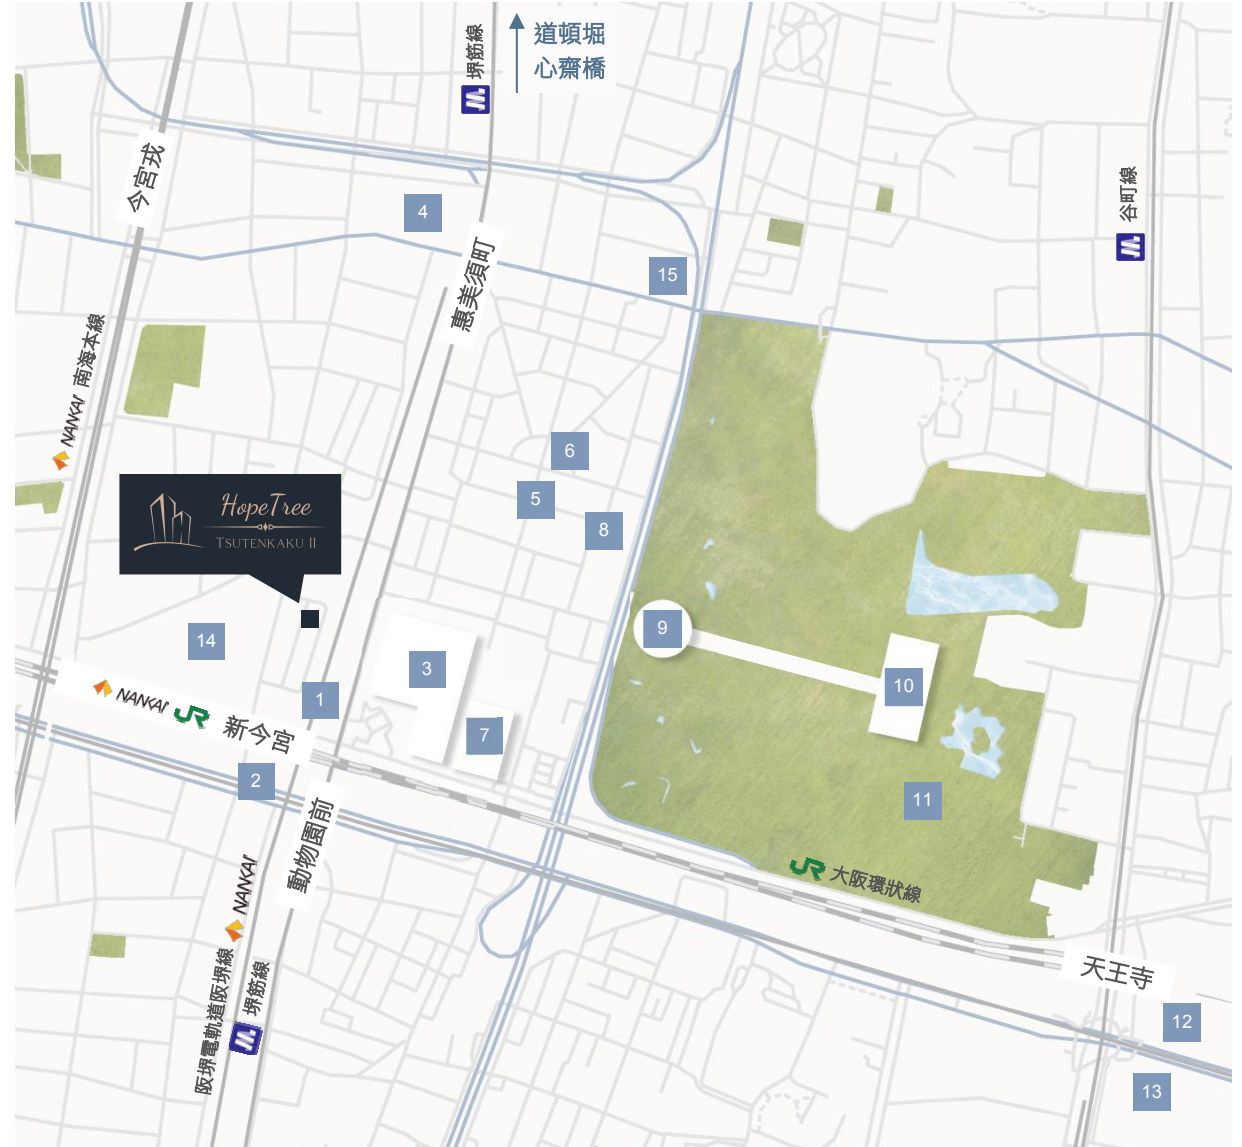 道頓堀
心齋橋
堺筋線
今宮戎
谷町線
4
惠美須町
15
NANKAI 南海本線
6
5
8
HopeTree
TSUTENKAKU II
14
9
3
10
1
7
NANKAI JR 新今宮
2
11
動物園前
JR 大阪環狀線
NANKAI
阪堺電軌道阪堺線
堺筋線
天王寺
12
13